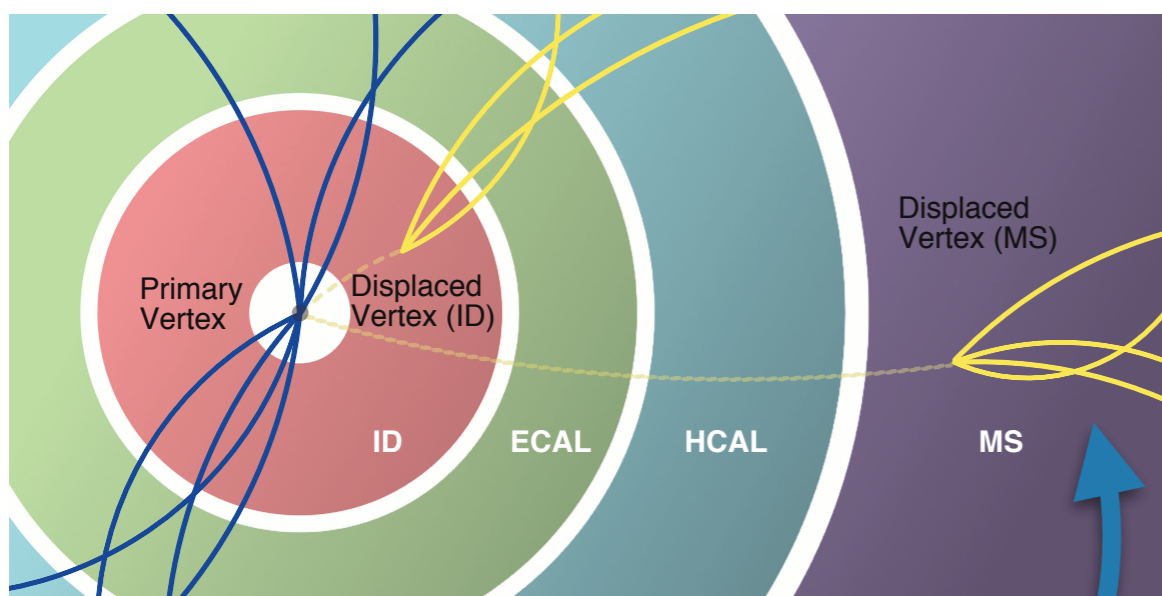 Displaced
Vertex (MS)
Primary
Vertex
Displaced
Vertex (ID)
ID
ECAL
HCAL
MS